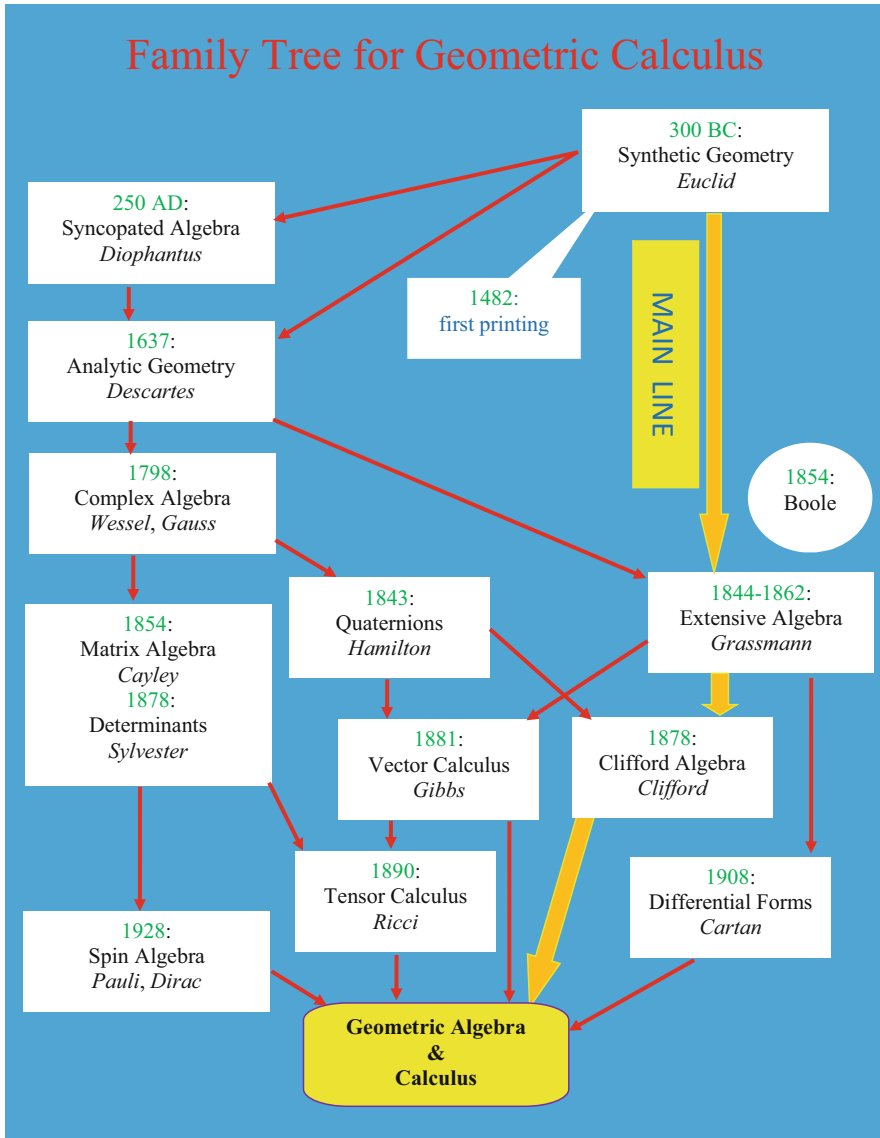 Family Tree for Geometric Calculus
300 BC:
Synthetic Geometry
Euclid
250 AD:
Syncopated Algebra
Diophantus
1482:
first printing
MAIN LINE
1637:
Analytic Geometry
Descartes
1798:
Complex Algebra
Wessel, Gauss
1854:
Boole
1843:
Quaternions
Hamilton
1844-1862:
Extensive Algebra
Grassmann
1854:
Matrix Algebra
Cayley
1878:
Determinants
Sylvester
1881:
Vector Calculus
Gibbs
1878:
Clifford Algebra
Clifford
1890:
Tensor Calculus
Ricci
1908:
Differential Forms
Cartan
1928:
Spin Algebra
Pauli, Dirac
Geometric Algebra
&
Calculus